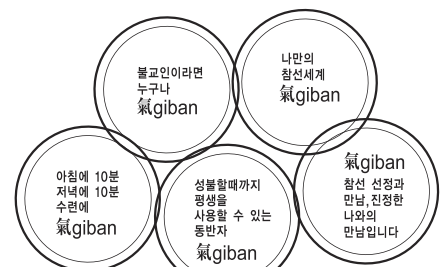 불교인이라면
누구나
氣giban
나만의
참선세계
氣giban
아침에 10분
저녁에 10분
수련에
氣giban
성불할때까지
평생을
사용할 수 있는
동반자
氣giban
氣giban
참선 선정과
만남,진정한
나와의
만남입니다